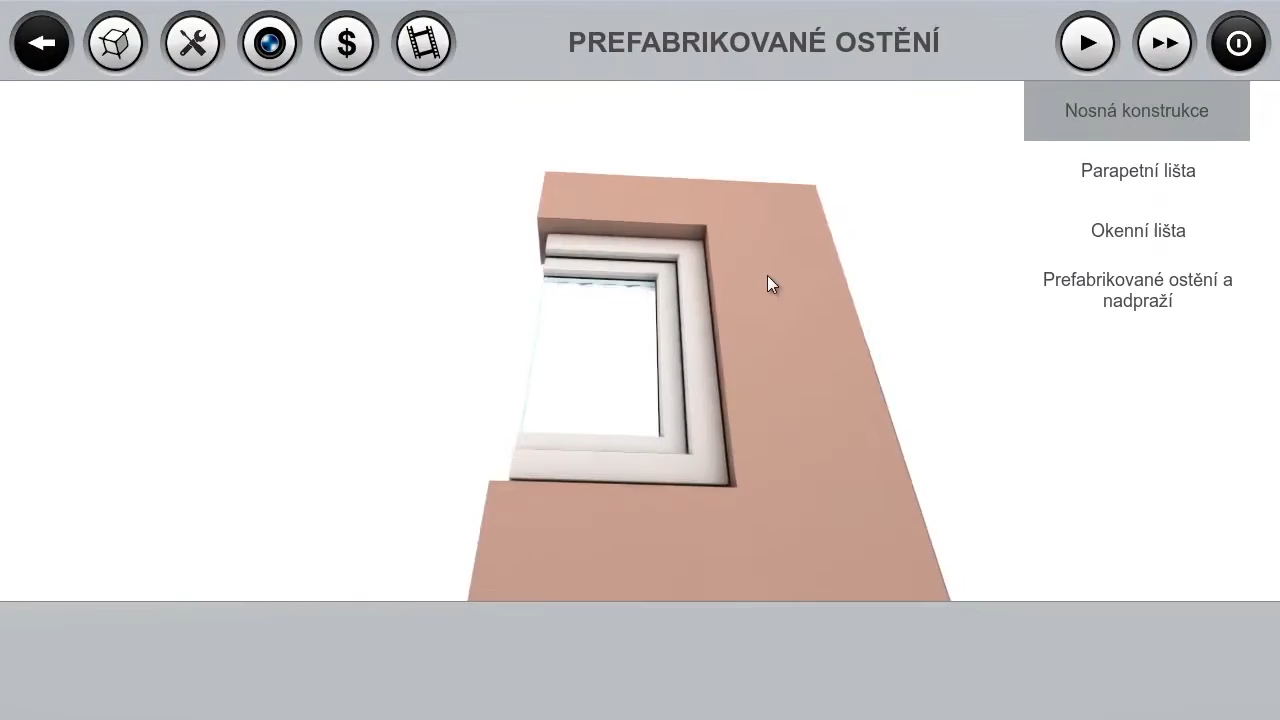 $
PREFABRIKOVANÉ OSTĚNÍ
Nosná konstrukce
Parapetní lišta
Okenní lišta
Prefabrikované ostění a
nadpraží